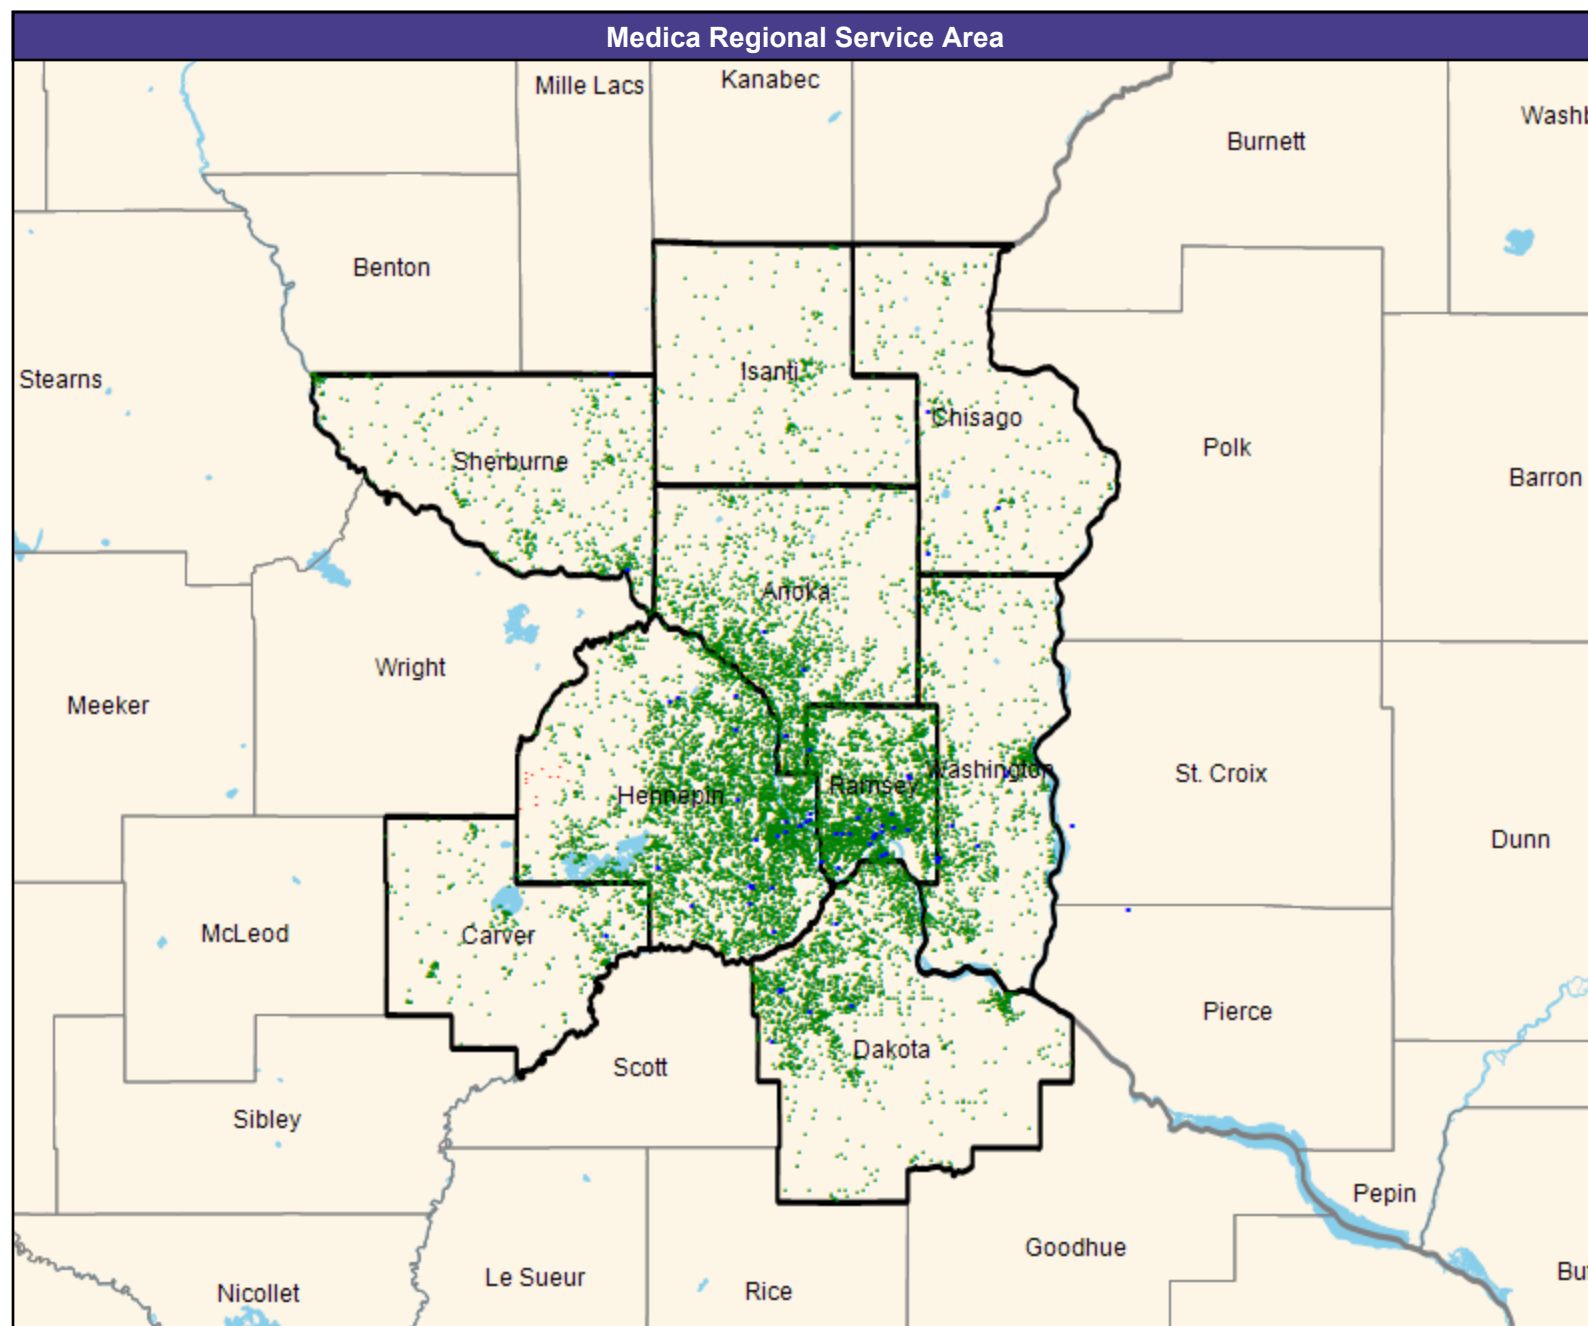 Medica Regional Service Area
Kanabec
Mille Lacs
Washb
Burnett
Benton
Stearns
Isanti
Chisago
Polk
Sherburne
Barron
Anoka
Wright
Meeker
Washington
St. Croix
Ramsey
Hennepin
Dunn
McLeod
Carver
Pierce
Dakota
Scott
Sibley
Pepin
Goodhue
Bu
Le Sueur
Rice
Nicollet